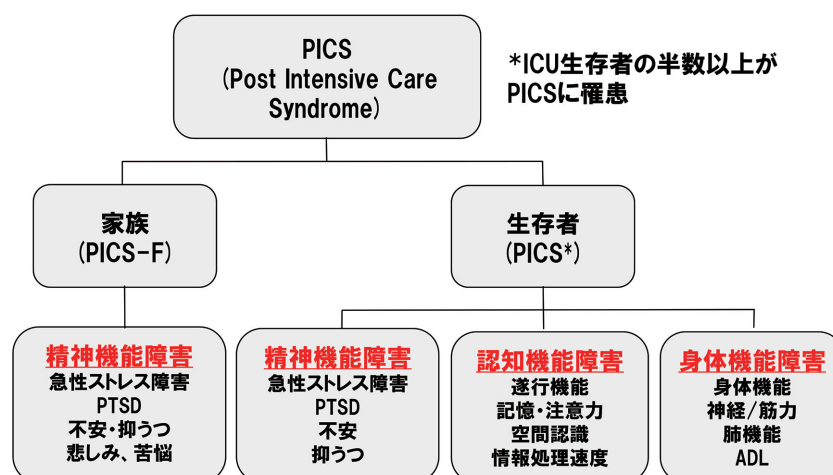 PICS
(Post Intensive Care
Syndrome)
*ICU生存者の半数以上が
PICSに罹患
家族
(PICS-F)
生存者
(PICS*)
精神機能障害
急性ストレス障害
PTSD
不安・抑うつ
悲しみ、苦悩
精神機能障害
急性ストレス障害
PTSD
不安
抑うつ
認知機能障害
遂行機能
記憶・注意力
空間認識
情報処理速度
身体機能障害
身体機能
神経/筋力
肺機能
ADL